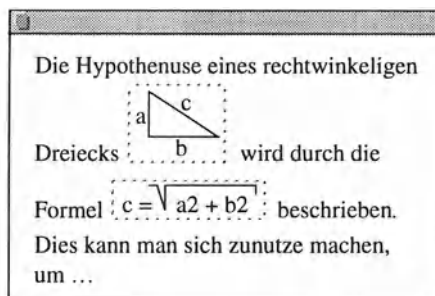 Die Hypothenuse eines rechtwinkeligen
a c
b
Dreiecks wird durch die
Formel c = √ a2 + b2 beschrieben.
Dies kann man sich zunutze machen,
um ...